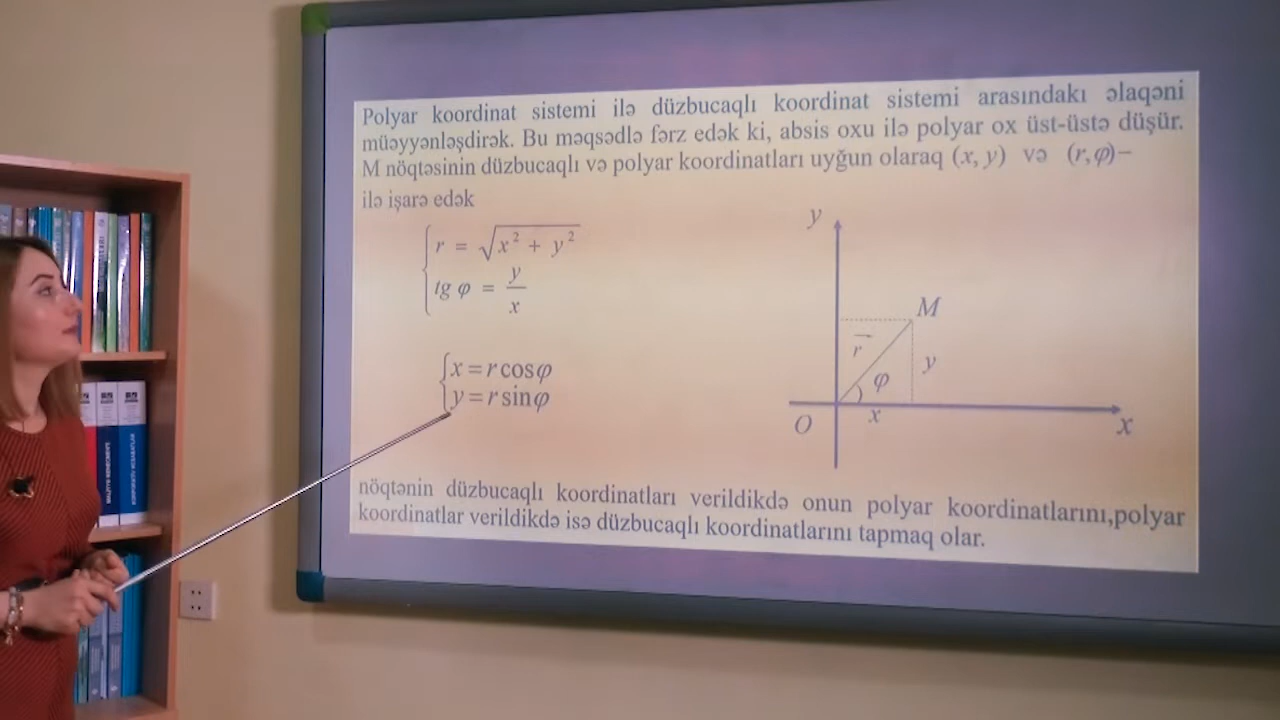 Polyar koordinat sistemi ilə düzbucaqlı koordinat sistemi arasındakı əlaqəni
müəyyənləşdirək. Bu məqsədlə fərz edək ki, absis oxu ilə polyar ox üst-üstə düşür.
M nöqtəsinin düzbucaqlı və polyar koordinatları uyğun olaraq (x, y) və (r,φ)−
ilə işarə edək
r = √(x² + y²)
tg φ = y/x
x = r cosφ
y = r sinφ
y
M
r
y
φ
O
x
x
nöqtənin düzbucaqlı koordinatları verildikdə onun polyar koordinatlarını,polyar
koordinatlar verildikdə isə düzbucaqlı koordinatlarını tapmaq olar.